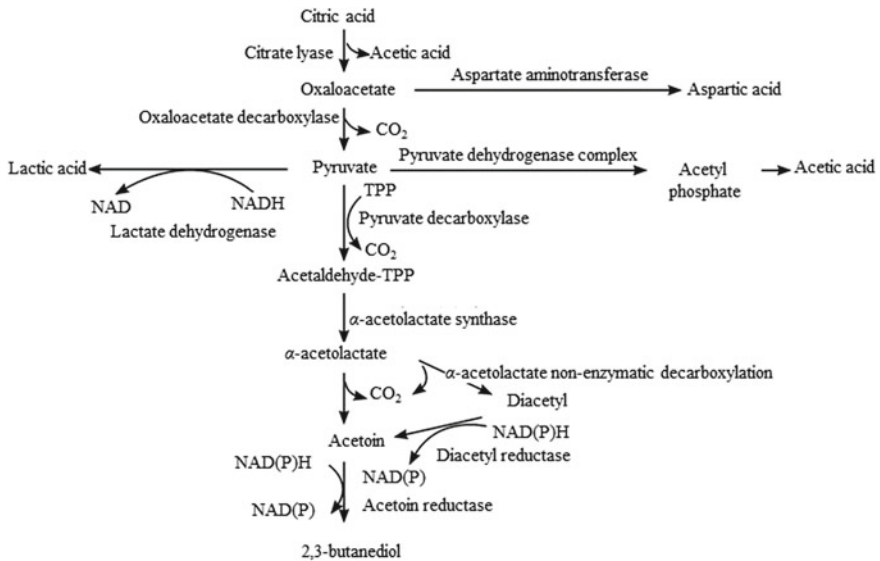 Citric acid
Citrate lyase
Acetic acid
Oxaloacetate
Aspartate aminotransferase
Aspartic acid
Oxaloacetate decarboxylase
CO2
Lactic acid
Pyruvate
Pyruvate dehydrogenase complex
Acetyl
phosphate
Acetic acid
NAD
NADH
Lactate dehydrogenase
TPP
Pyruvate decarboxylase
CO2
Acetaldehyde-TPP
α-acetolactate synthase
α-acetolactate
CO2
α-acetolactate non-enzymatic decarboxylation
Diacetyl
Acetoin
NAD(P)H
Diacetyl reductase
NAD(P)
NAD(P)H
NAD(P)
Acetoin reductase
2,3-butanediol